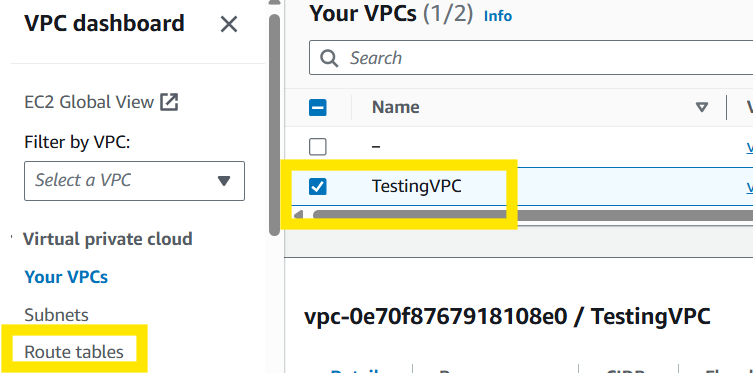 VPC dashboard
EC2 Global View
Filter by VPC:
Select a VPC
Virtual private cloud
Your VPCs
Subnets
Route tables
Your VPCs (1/2) Info
Search
Name
–
TestingVPC
vpc-0e70f8767918108e0 / TestingVPC